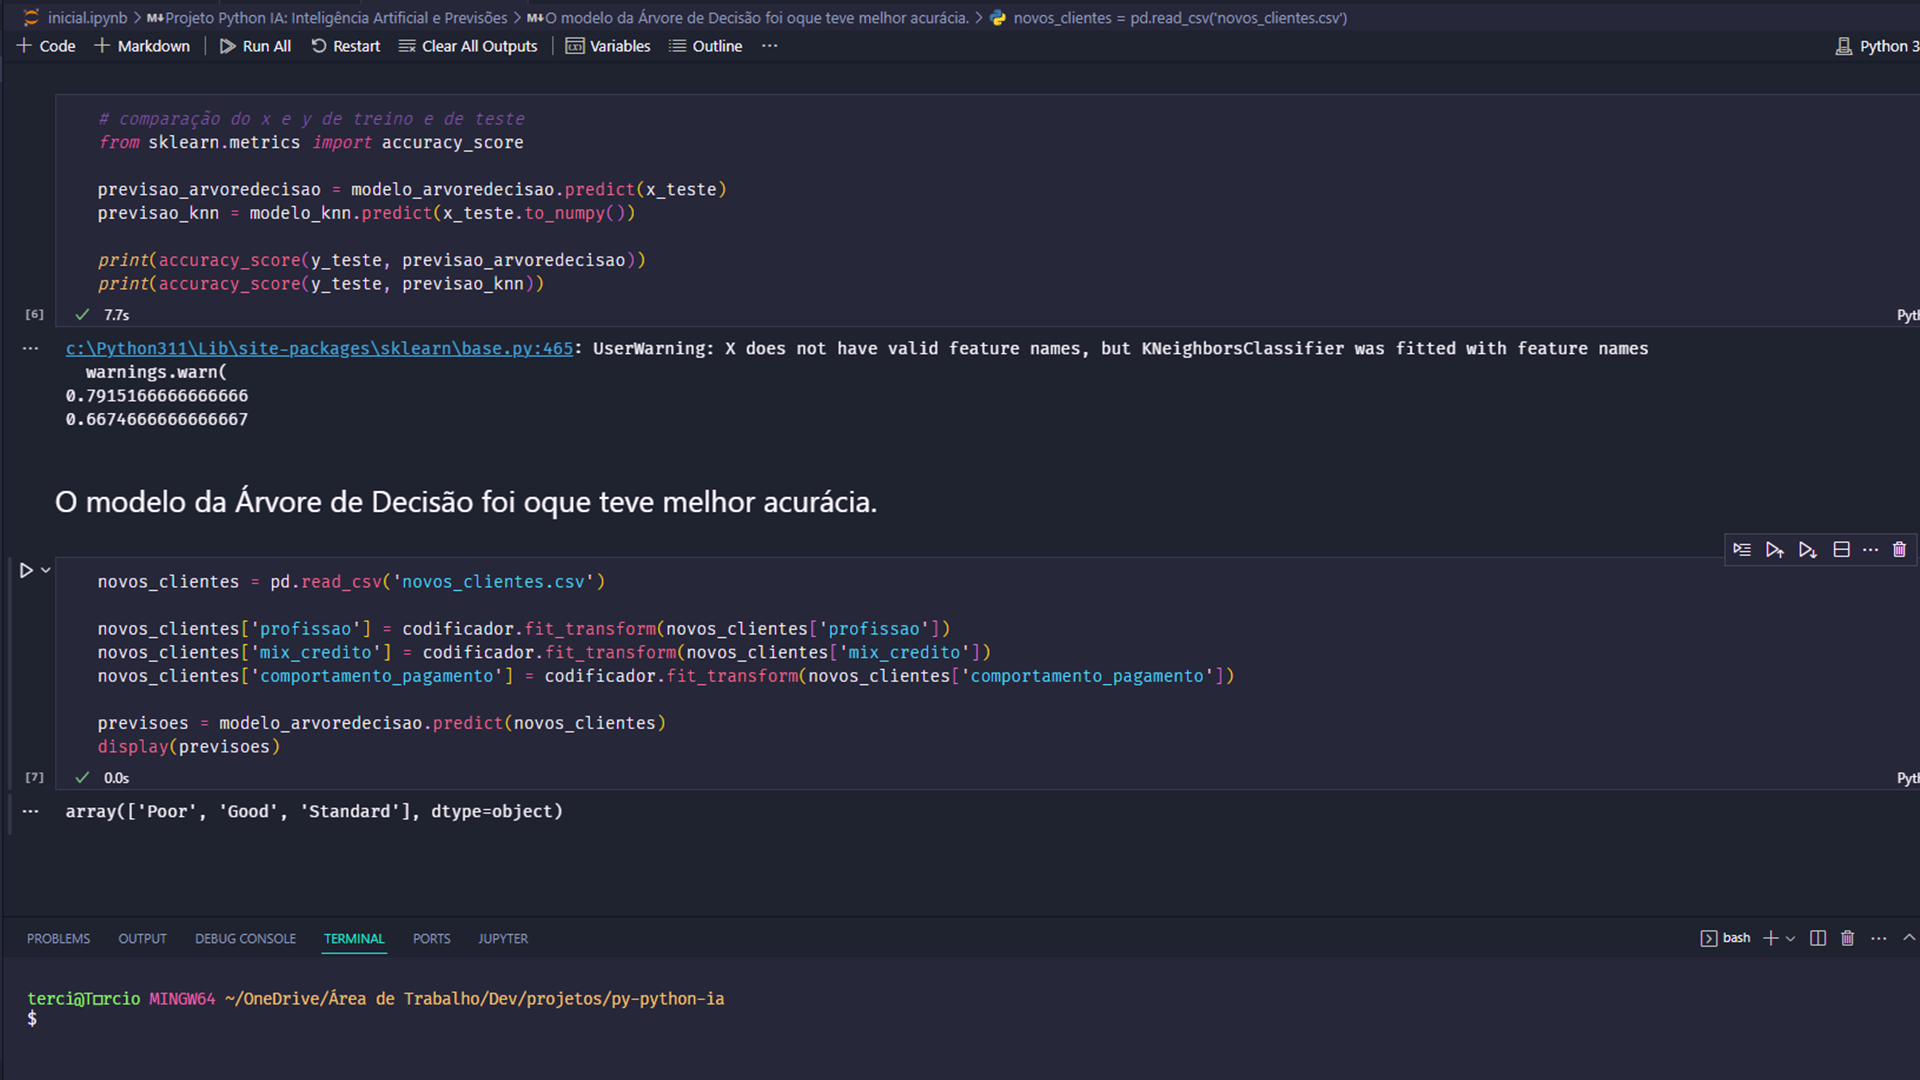 inicial.ipynb > M↓Projeto Python IA: Inteligência Artificial e Previsões > M↓O modelo da Árvore de Decisão foi oque teve melhor acurácia. > novos_clientes = pd.read_csv('novos_clientes.csv')
+ Code + Markdown Run All Restart Clear All Outputs Variables Outline ··· Python 3
# comparação do x e y de treino e de teste
from sklearn.metrics import accuracy_score
previsao_arvoredecisao = modelo_arvoredecisao.predict(x_teste)
previsao_knn = modelo_knn.predict(x_teste.to_numpy())
print(accuracy_score(y_teste, previsao_arvoredecisao))
print(accuracy_score(y_teste, previsao_knn))
[6] ✓ 7.7s Pyth
··· c:\Python311\Lib\site-packages\sklearn\base.py:465: UserWarning: X does not have valid feature names, but KNeighborsClassifier was fitted with feature names
warnings.warn(
0.7915166666666666
0.6674666666666667
O modelo da Árvore de Decisão foi oque teve melhor acurácia.
novos_clientes = pd.read_csv('novos_clientes.csv')
novos_clientes['profissao'] = codificador.fit_transform(novos_clientes['profissao'])
novos_clientes['mix_credito'] = codificador.fit_transform(novos_clientes['mix_credito'])
novos_clientes['comportamento_pagamento'] = codificador.fit_transform(novos_clientes['comportamento_pagamento'])
previsoes = modelo_arvoredecisao.predict(novos_clientes)
display(previsoes)
[7] ✓ 0.0s Pyth
··· array(['Poor', 'Good', 'Standard'], dtype=object)
PROBLEMS OUTPUT DEBUG CONSOLE TERMINAL PORTS JUPYTER bash
terci@T□rcio MINGW64 ~/OneDrive/Área de Trabalho/Dev/projetos/py-python-ia
$